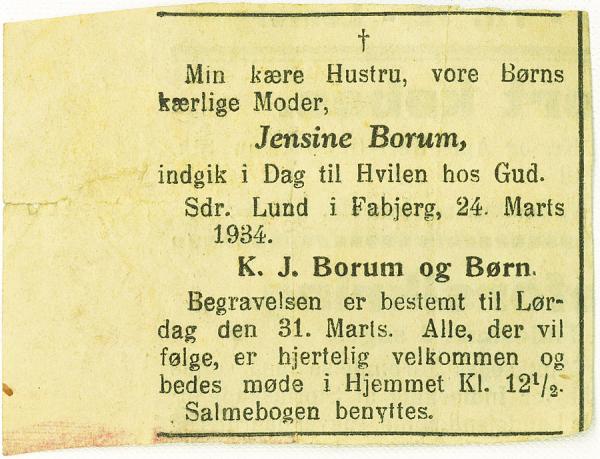 †
Min kære Hustru, vore Børns
kærlige Moder,
Jensine Borum,
indgik i Dag til Hvilen hos Gud.
Sdr. Lund i Fabjerg, 24. Marts
1934.
K. J. Borum og Børn.
Begravelsen er bestemt til Lør-
dag den 31. Marts. Alle, der vil
følge, er hjertelig velkommen og
bedes møde i Hjemmet Kl. 12½.
Salmebogen benyttes.